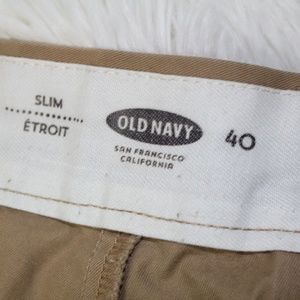 SLIM
ÉTROIT
OLD NAVY
SAN FRANCISCO
CALIFORNIA
40